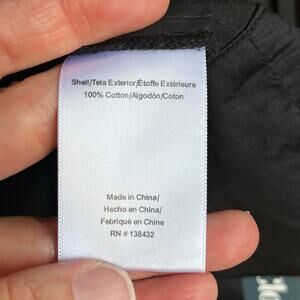 Shell/Tela Exterior/Étoffe Extérieure
100% Cotton/Algodón/Coton
Made in China/
Hecho en China/
Fabriqué en Chine
RN # 138432